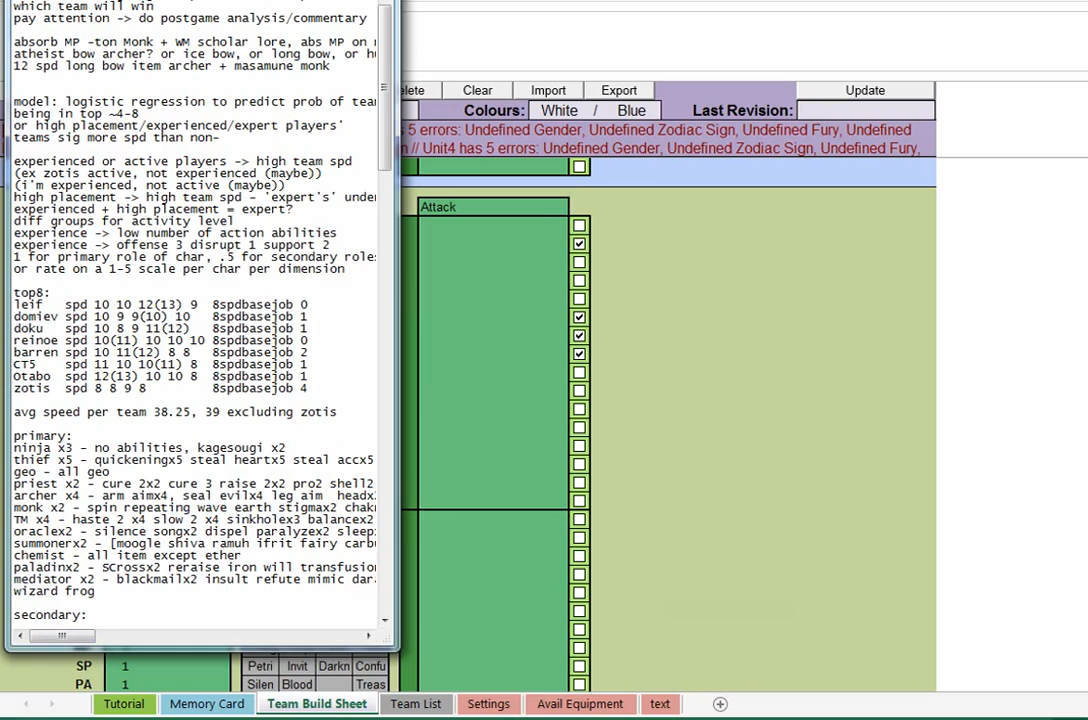 which team will win
pay attention -> do postgame analysis/commentary
absorb MP -ton Monk + WM scholar lore, abs MP on
atheist bow archer? or ice bow, or long bow, or
12 spd long bow item archer + masamune monk
model: logistic regression to predict prob of
being in top ~4-8
or high placement/experienced/expert players'
teams sig more spd than non-
experienced or active players -> high team spd
(ex zotis active, not experienced (maybe))
(i'm experienced, not active (maybe))
high placement -> high team spd - 'expert's'
experienced + high placement = expert?
diff groups for activity level
experience -> low number of action abilities
experience -> offense 3 disrupt 1 support 2
1 for primary role of char, .5 for secondary
or rate on a 1-5 scale per char per dimension
top8:
leif spd 10 10 12(13) 9 8spdbasejob 0
domiev spd 10 9 9(10) 10 8spdbasejob 1
doku spd 10 8 9 11(12) 8spdbasejob 1
reinoe spd 10(11) 10 10 10 8spdbasejob 0
barren spd 10 11(12) 8 8 8spdbasejob 2
CT5 spd 11 10 10(11) 8 8spdbasejob 1
Otabo spd 12(13) 10 10 8 8spdbasejob 1
zotis spd 8 8 9 8 8spdbasejob 4
avg speed per team 38.25, 39 excluding zotis
primary:
ninja x3 - no abilities, kagesougi x2
thief x5 - quickeningx5 steal heartx5 steal accx5
geo - all geo
priest x2 - cure 2x2 cure 3 raise 2x2 pro2 shell2
archer x4 - arm aimx4, seal evilx4 leg aim
monk x2 - spin repeating wave earth stigmax2
TM x4 - haste 2 x4 slow 2 x4 sinkholex3 balancex2
oraclex2 - silence songx2 dispel paralyzex2
summonerx2 - [moogle shiva ramuh ifrit fairy
chemist - all item except ether
paladinx2 - SCrossx2 reraise iron will
mediator x2 - blackmailx2 insult refute mimic
wizard frog
secondary:
Clear Import Export Update
Colours: White / Blue Last Revision:
5 errors: Undefined Gender, Undefined Zodiac Sign, Undefined Fury, Undefined
// Unit4 has 5 errors: Undefined Gender, Undefined Zodiac Sign, Undefined Fury,
Attack
SP 1 Petri Invit Darkn Confu
PA 1 Silen Blood Treas
Tutorial Memory Card Team Build Sheet Team List Settings Avail Equipment text